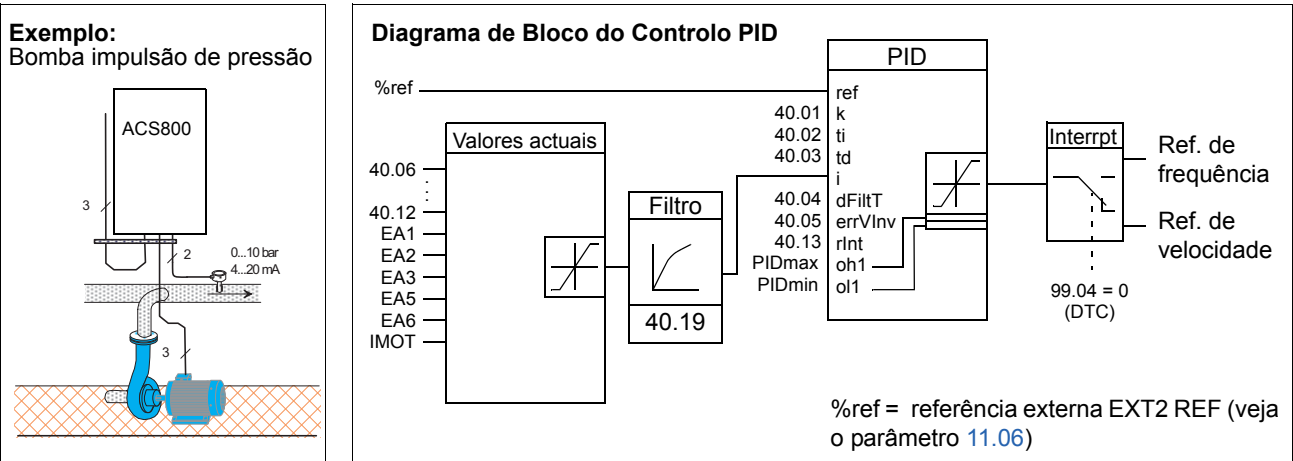 Exemplo:
Bomba impulsão de pressão
ACS800
3
2
0...10 bar
4...20 mA
3
Diagrama de Bloco do Controlo PID
%ref
Valores actuais
40.06
40.12
EA1
EA2
EA3
EA5
EA6
IMOT
Filtro
40.19
PID
ref
40.01 k
40.02 ti
40.03 td
i
40.04 dFiltT
40.05 errVInv
40.13 rInt
PIDmax oh1
PIDmin ol1
Interrpt
99.04 = 0
(DTC)
Ref. de
frequência
Ref. de
velocidade
%ref = referência externa EXT2 REF (veja
o parâmetro 11.06)